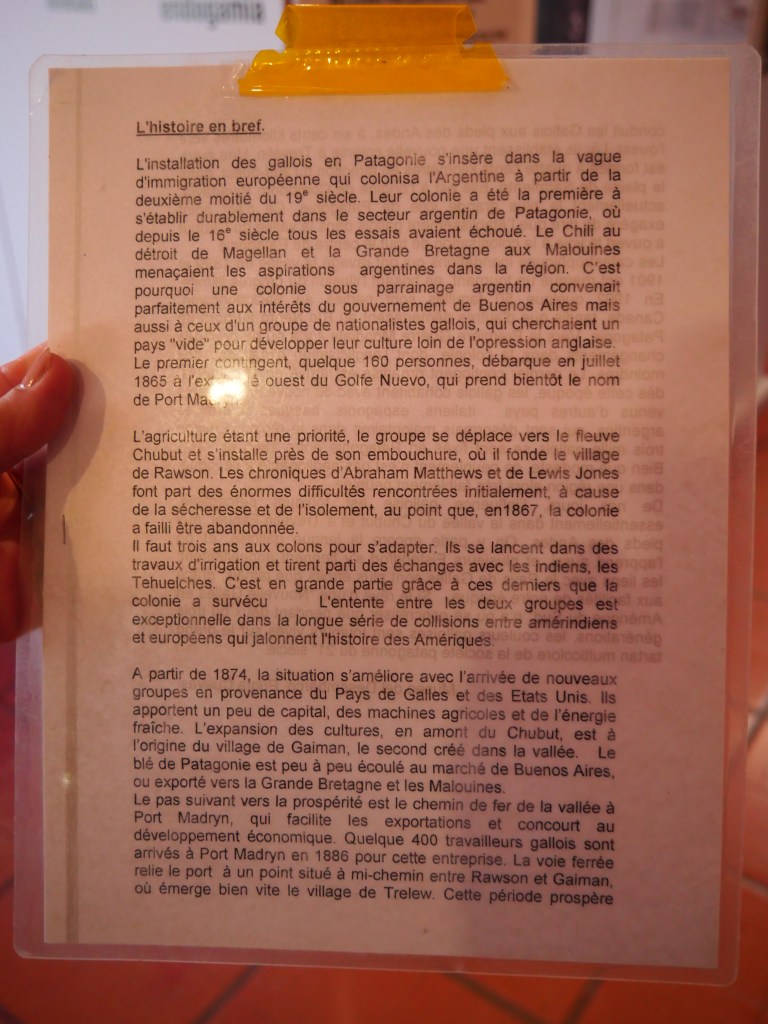 endogamia
L'histoire en bref.
L'installation des gallois en Patagonie s'insère dans la vague
d'immigration européenne qui colonisa l'Argentine à partir de la
deuxième moitié du 19e siècle. Leur colonie a été la première à
s'établir durablement dans le secteur argentin de Patagonie, où
depuis le 16e siècle tous les essais avaient échoué. Le Chili au
détroit de Magellan et la Grande Bretagne aux Malouines
menaçaient les aspirations argentines dans la région. C'est
pourquoi une colonie sous parrainage argentin convenait
parfaitement aux intérêts du gouvernement de Buenos Aires mais
aussi à ceux d'un groupe de nationalistes gallois, qui cherchaient un
pays "vide" pour développer leur culture loin de l'opression anglaise.
Le premier contingent, quelque 160 personnes, débarque en juillet
1865 à l'extrémité ouest du Golfe Nuevo, qui prend bientôt le nom
de Port Madryn
L'agriculture étant une priorité, le groupe se déplace vers le fleuve
Chubut et s'installe près de son embouchure, où il fonde le village
de Rawson. Les chroniques d'Abraham Matthews et de Lewis Jones
font part des énormes difficultés rencontrées initialement, à cause
de la sécheresse et de l'isolement, au point que, en1867, la colonie
a failli être abandonnée.
Il faut trois ans aux colons pour s'adapter. Ils se lancent dans des
travaux d'irrigation et tirent parti des échanges avec les indiens, les
Tehuelches. C'est en grande partie grâce à ces derniers que la
colonie a survécu L'entente entre les deux groupes est
exceptionnelle dans la longue série de collisions entre amérindiens
et européens qui jalonnent l'histoire des Amériques.
A partir de 1874, la situation s'améliore avec l'arrivée de nouveaux
groupes en provenance du Pays de Galles et des Etats Unis. Ils
apportent un peu de capital, des machines agricoles et de l'énergie
fraîche. L'expansion des cultures, en amont du Chubut, est à
l'origine du village de Gaiman, le second créé dans la vallée. Le
blé de Patagonie est peu à peu écoulé au marché de Buenos Aires,
ou exporté vers la Grande Bretagne et les Malouines.
Le pas suivant vers la prospérité est le chemin de fer de la vallée à
Port Madryn, qui facilite les exportations et concourt au
développement économique. Quelque 400 travailleurs gallois sont
arrivés à Port Madryn en 1886 pour cette entreprise. La voie ferrée
relie le port à un point situé à mi-chemin entre Rawson et Gaiman,
où émerge bien vite le village de Trelew. Cette période prospère